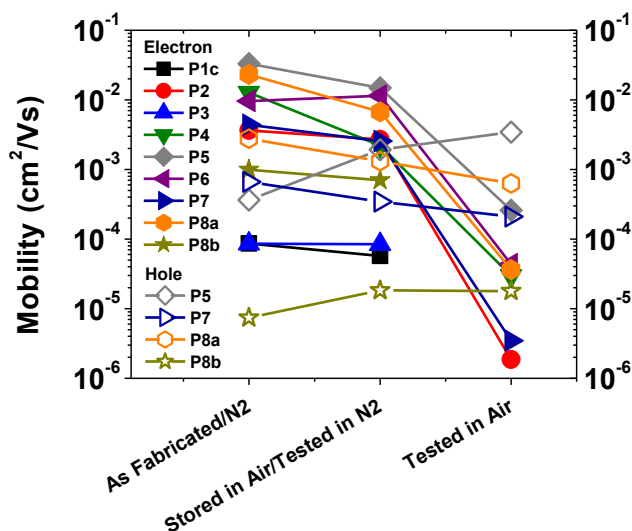 10⁻¹
10⁻²
10⁻³
10⁻⁴
10⁻⁵
10⁻⁶
Mobility (cm²/Vs)
Electron
P1c
P2
P3
P4
P5
P6
P7
P8a
P8b
Hole
P5
P7
P8a
P8b
10⁻¹
10⁻²
10⁻³
10⁻⁴
10⁻⁵
10⁻⁶
As Fabricated/N2
Stored in Air/Tested in N2
Tested in Air